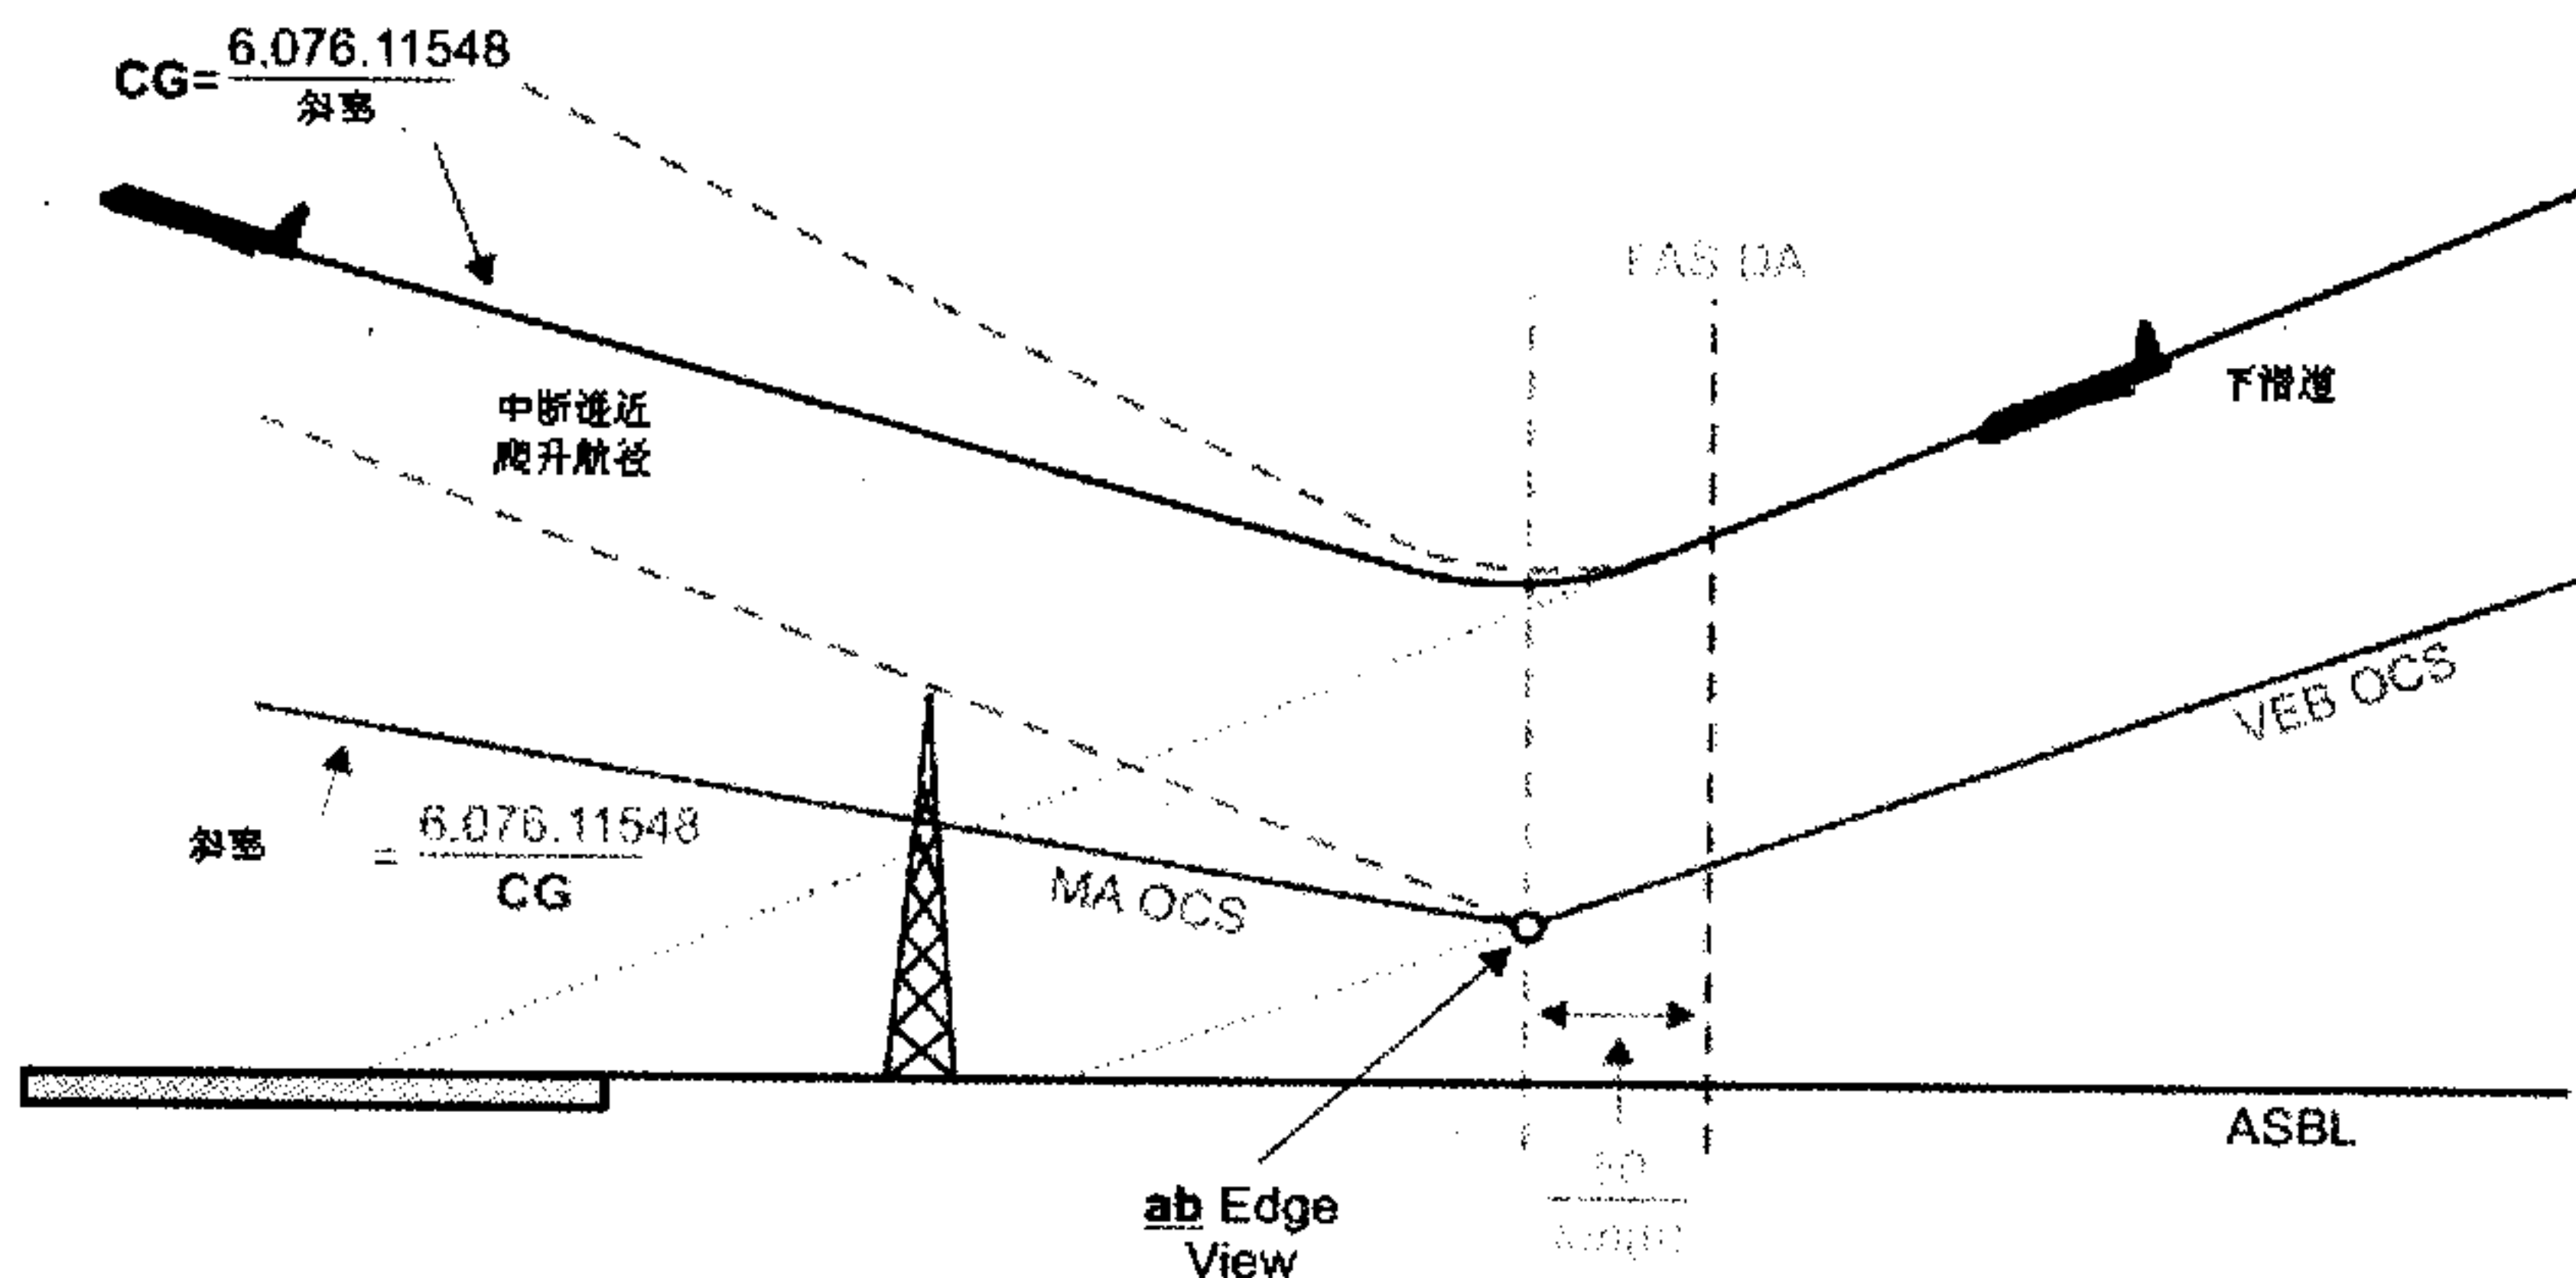 6,076.11548
CG=
斜率
FAS DA
下滑道
中断进近
爬升航径
VEB OCS
斜率 = 6,076.11548
CG
MA OCS
ASBL
ab Edge
View
50